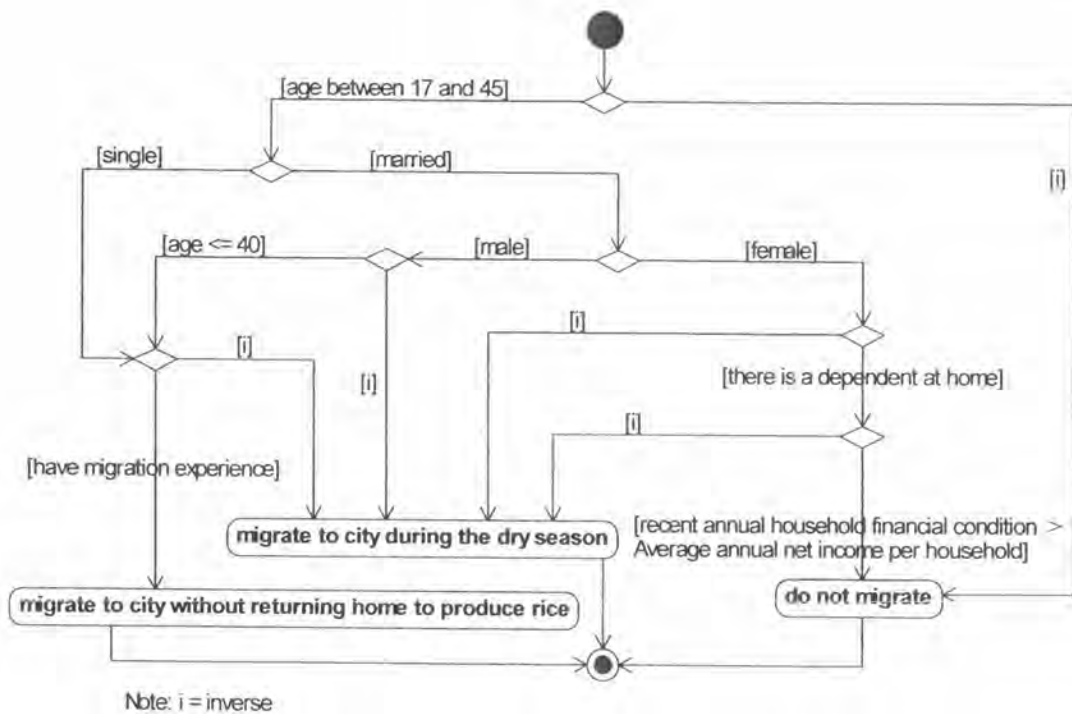 [age between 17 and 45]
[single]
[married]
[i]
[age <= 40]
[male]
[female]
[i]
[i]
[i]
[there is a dependent at home]
[i]
[have migration experience]
migrate to city during the dry season
[recent annual household financial condition >
Average annual net income per household]
migrate to city without returning home to produce rice
do not migrate
Note: i = inverse